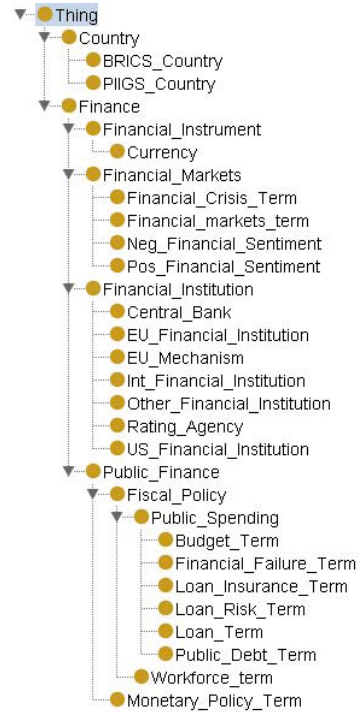 Thing
Country
BRICS_Country
PIIGS_Country
Finance
Financial_Instrument
Currency
Financial_Markets
Financial_Crisis_Term
Financial_markets_term
Neg_Financial_Sentiment
Pos_Financial_Sentiment
Financial_Institution
Central_Bank
EU_Financial_Institution
EU_Mechanism
Int_Financial_Institution
Other_Financial_Institution
Rating_Agency
US_Financial_Institution
Public_Finance
Fiscal_Policy
Public_Spending
Budget_Term
Financial_Failure_Term
Loan_Insurance_Term
Loan_Risk_Term
Loan_Term
Public_Debt_Term
Workforce_term
Monetary_Policy_Term